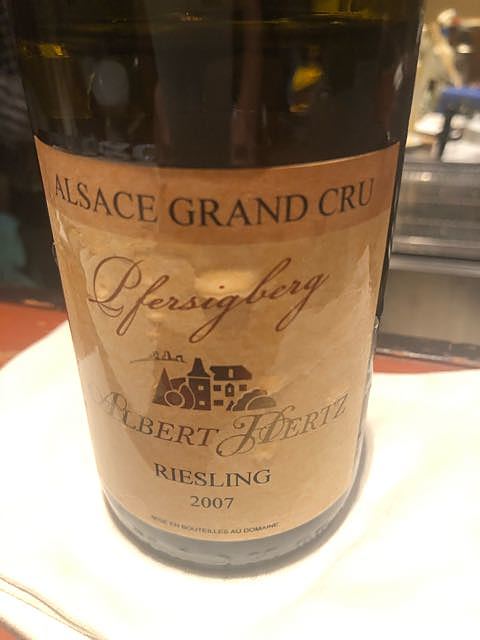 ALSACE GRAND CRU
Pfersigberg
ALBERT HERTZ
RIESLING
2007
MISE EN BOUTEILLES AU DOMAINE